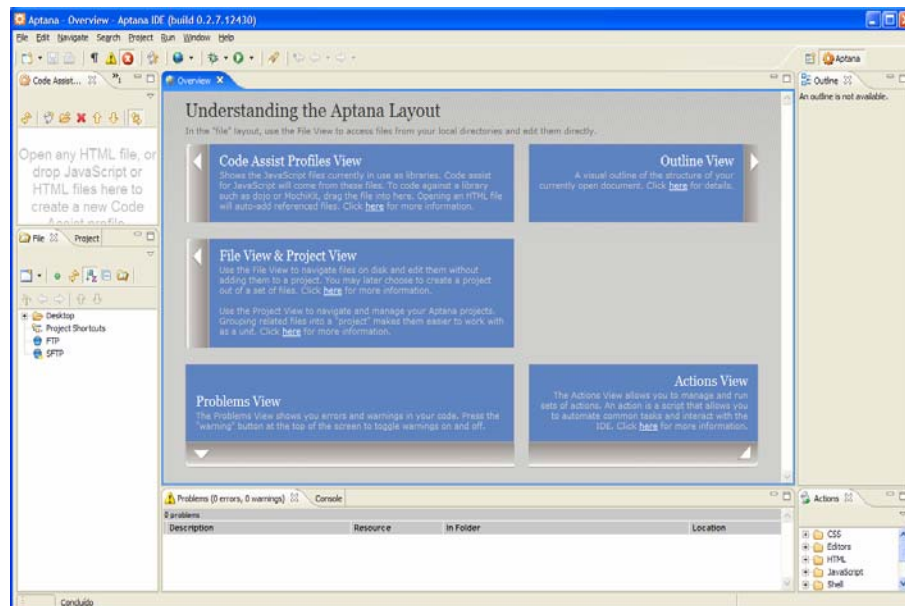 Aptana - Overview - Aptana IDE (build 0.2.7.12430)
File Edit Navigate Search Project Run Window Help
Aptana
Code Assist...
Overview
Outline
An outline is not available.
Open any HTML file, or
drop JavaScript or
HTML files here to
create a new Code
Assist profile
Understanding the Aptana Layout
In the "file" layout, use the File View to access files from your local directories and edit them directly.
Code Assist Profiles View
Shows the JavaScript files currently in use as libraries. Code assist
for JavaScript will come from these files. To code against a library
such as dojo or MochiKit, drag the file into here. Opening an HTML file
will auto-add referenced files. Click here for more information.
Outline View
A visual outline of the structure of your
currently open document. Click here for details.
File Project
Desktop
Project Shortcuts
FTP
SFTP
File View & Project View
Use the File View to navigate files on disk and edit them without
adding them to a project. You may later choose to create a project
out of a set of files. Click here for more information.
Use the Project View to navigate and manage your Aptana projects.
Grouping related files into a "project" makes them easier to work with
as a unit. Click here for more information.
Problems View
The Problems View shows you errors and warnings in your code. Press the
"warning" button at the top of the screen to toggle warnings on and off.
Actions View
The Actions View allows you to manage and run
sets of actions. An action is a script that allows you
to automate common tasks and interact with the
IDE. Click here for more information.
Problems (0 errors, 0 warnings) Console
0 problems
Description Resource In Folder Location
Actions
CSS
Editors
HTML
JavaScript
Shell
Concluído